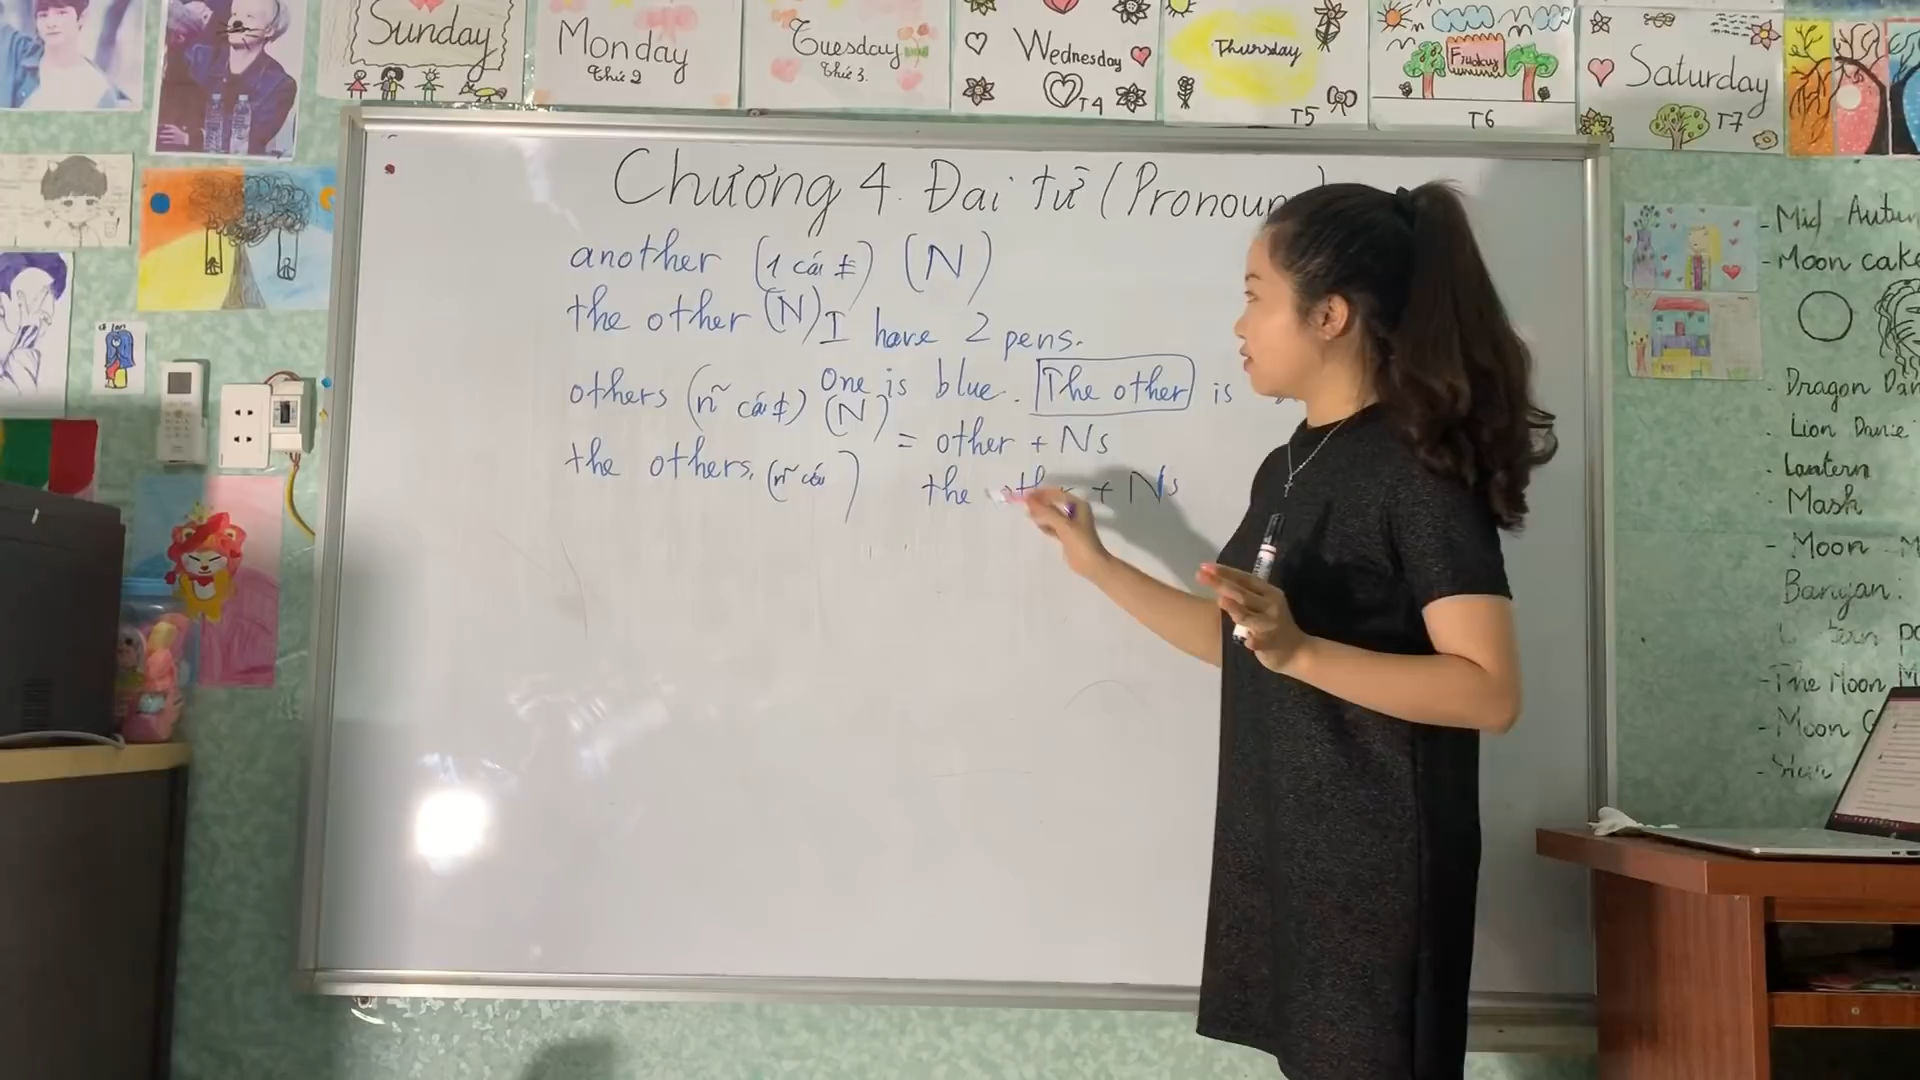 Sunday
Monday
Thứ 2
Tuesday
Thứ 3.
Wednesday
T4
Thursday
T5
Friday
T6
Saturday
T7
Chương 4. Đại từ (Pronoun
another (1 cái ≠) (N)
the other (N) I have 2 pens.
others (n~ cái ≠) (N) One is blue. The other is
= other + Ns
the others. (n~ cái ) the other + Ns
- Mid Autu
- Moon cake
Dragon Dan
Lion Dance
Lantern
Mask
- Moon
Banyan:
- The Moon M
- Moon